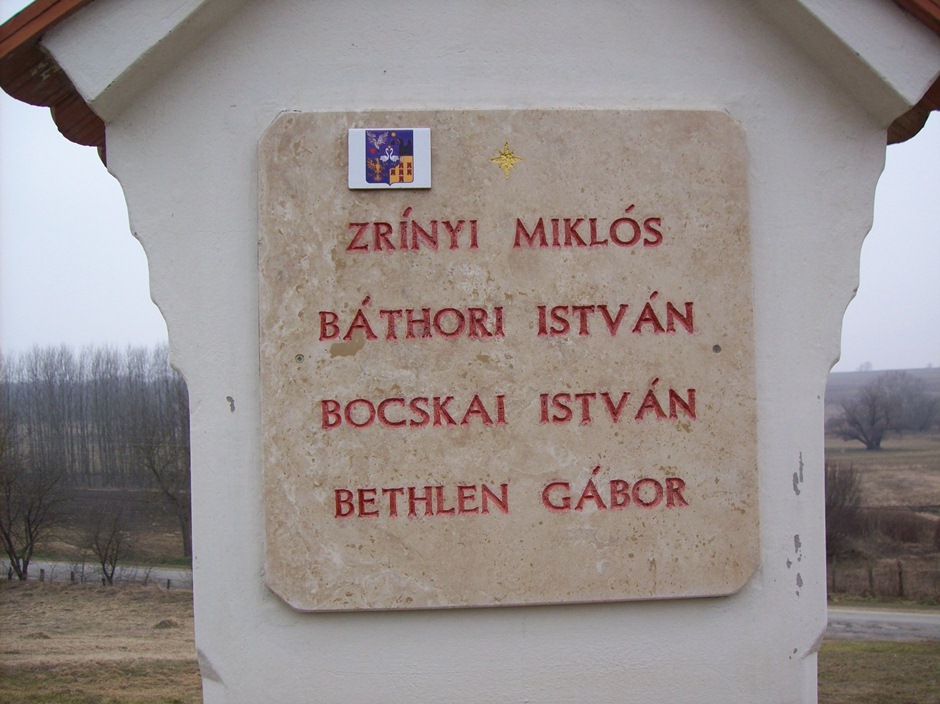 ZRÍNYI MIKLÓS
BÁTHORI ISTVÁN
BOCSKAI ISTVÁN
BETHLEN GÁBOR